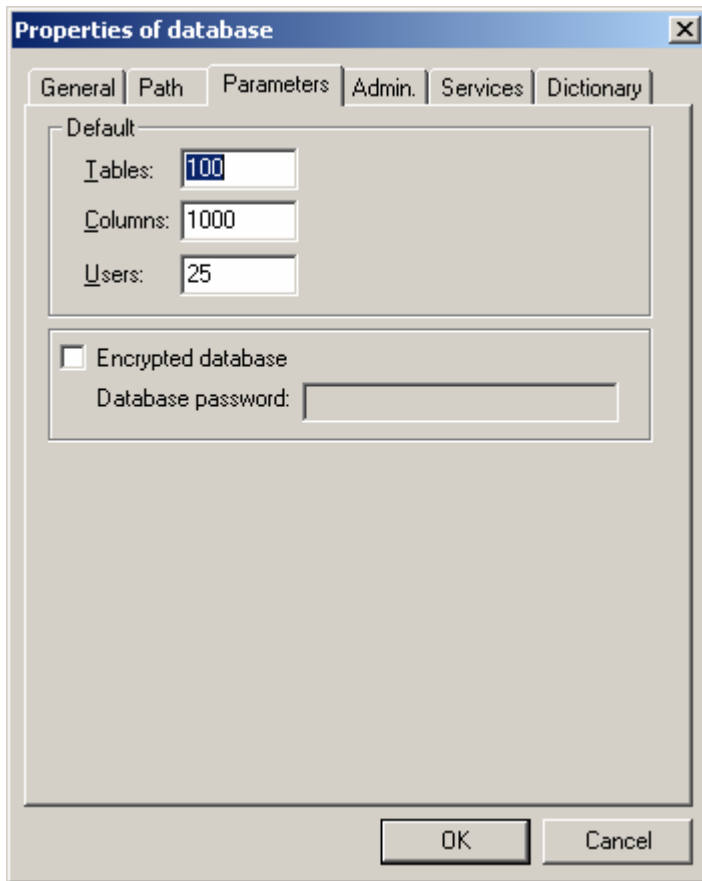 Properties of database
General Path Parameters Admin. Services Dictionary
Default
Tables: 100
Columns: 1000
Users: 25
Encrypted database
Database password:
OK Cancel